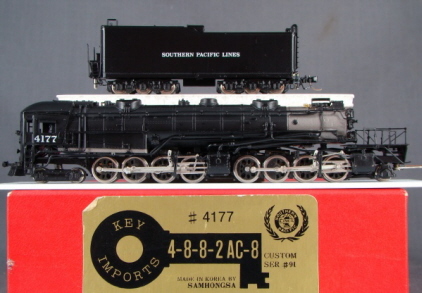 SOUTHERN PACIFIC LINES
4177
# 4177
KEY
IMPORTS
4-8-8-2 AC-8
CUSTOM
SER #91
MADE IN KOREA BY
SAMHONGSA